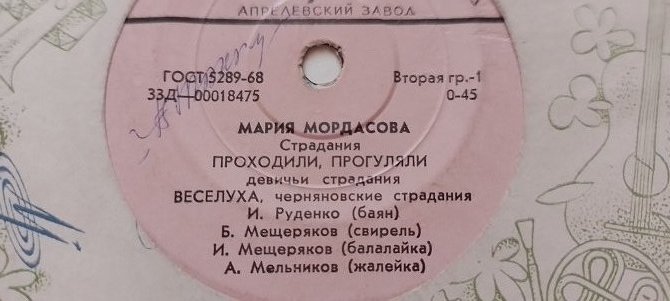 АПРЕЛЕВСКИЙ ЗАВОД
ГОСТ 5289-68
Вторая гр.-1
33Д-00018475
0-45
МАРИЯ МОРДАСОВА
Страдания
ПРОХОДИЛИ, ПРОГУЛЯЛИ
девичьи страдания
ВЕСЕЛУХА, черняновские страдания
И. Руденко (баян)
Б. Мещеряков (свирель)
И. Мещеряков (балалайка)
А. Мельников (жалейка)